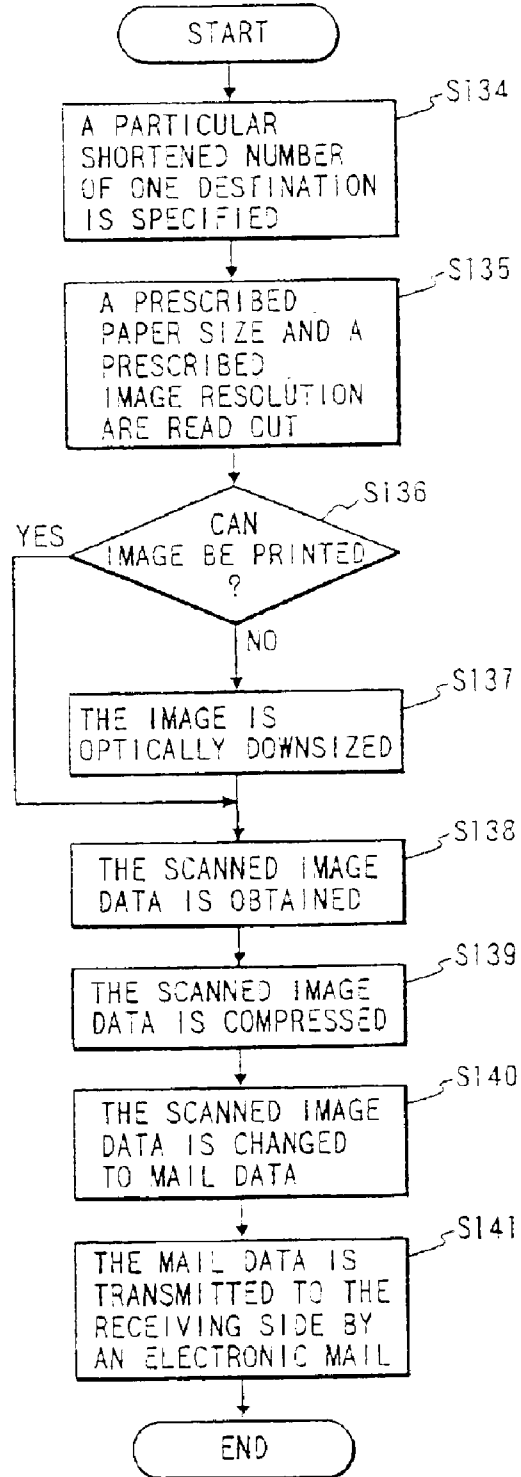 START
S134
A PARTICULAR
SHORTENED NUMBER
OF ONE DESTINATION
IS SPECIFIED
S135
A PRESCRIBED
PAPER SIZE AND A
PRESCRIBED
IMAGE RESOLUTION
ARE READ OUT
S136
CAN
IMAGE BE PRINTED
?
YES
NO
S137
THE IMAGE IS
OPTICALLY DOWNSIZED
S138
THE SCANNED IMAGE
DATA IS OBTAINED
S139
THE SCANNED IMAGE
DATA IS COMPRESSED
S140
THE SCANNED IMAGE
DATA IS CHANGED
TO MAIL DATA
S141
THE MAIL DATA IS
TRANSMITTED TO THE
RECEIVING SIDE BY
AN ELECTRONIC MAIL
END